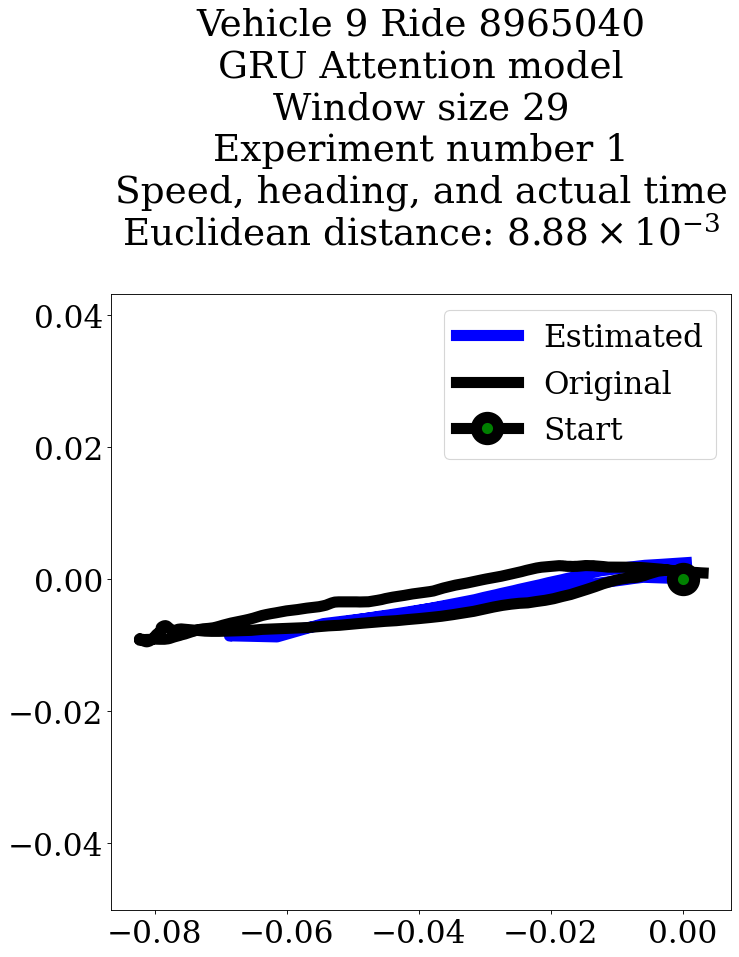 Vehicle 9 Ride 8965040
GRU Attention model
Window size 29
Experiment number 1
Speed, heading, and actual time
Euclidean distance: 8.88 × 10⁻³
Estimated
Original
Start
0.04
0.02
0.00
−0.02
−0.04
−0.08 −0.06 −0.04 −0.02 0.00